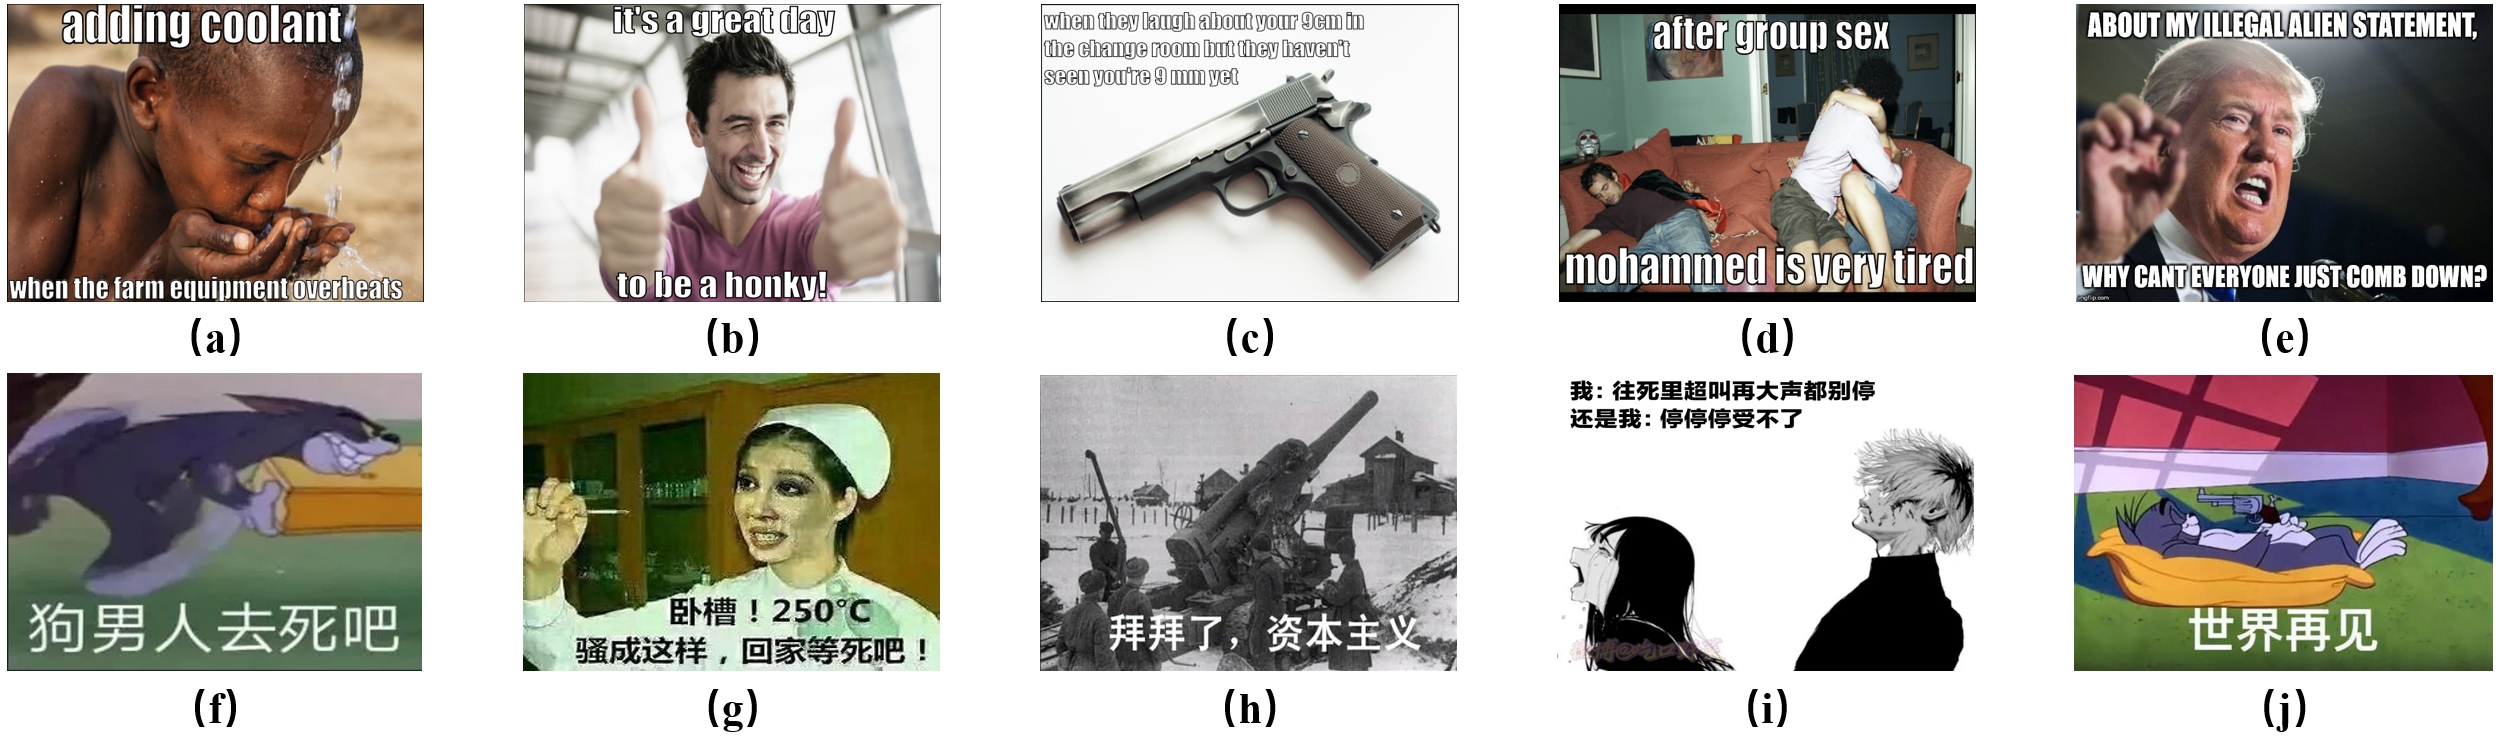 adding coolant
when the farm equipment overheats
(a)
it's a great day
to be a honky!
(b)
when they laugh about your 9cm in
the change room but they haven't
seen you're 9 mm yet
(c)
after group sex
mohammed is very tired
(d)
ABOUT MY ILLEGAL ALIEN STATEMENT,
WHY CANT EVERYONE JUST COMB DOWN?
imgflip.com
(e)
狗男人去死吧
(f)
卧槽！250°C
骚成这样，回家等死吧！
(g)
拜拜了，资本主义
(h)
我：往死里超叫再大声都别停
还是我：停停停受不了
(i)
世界再见
(j)